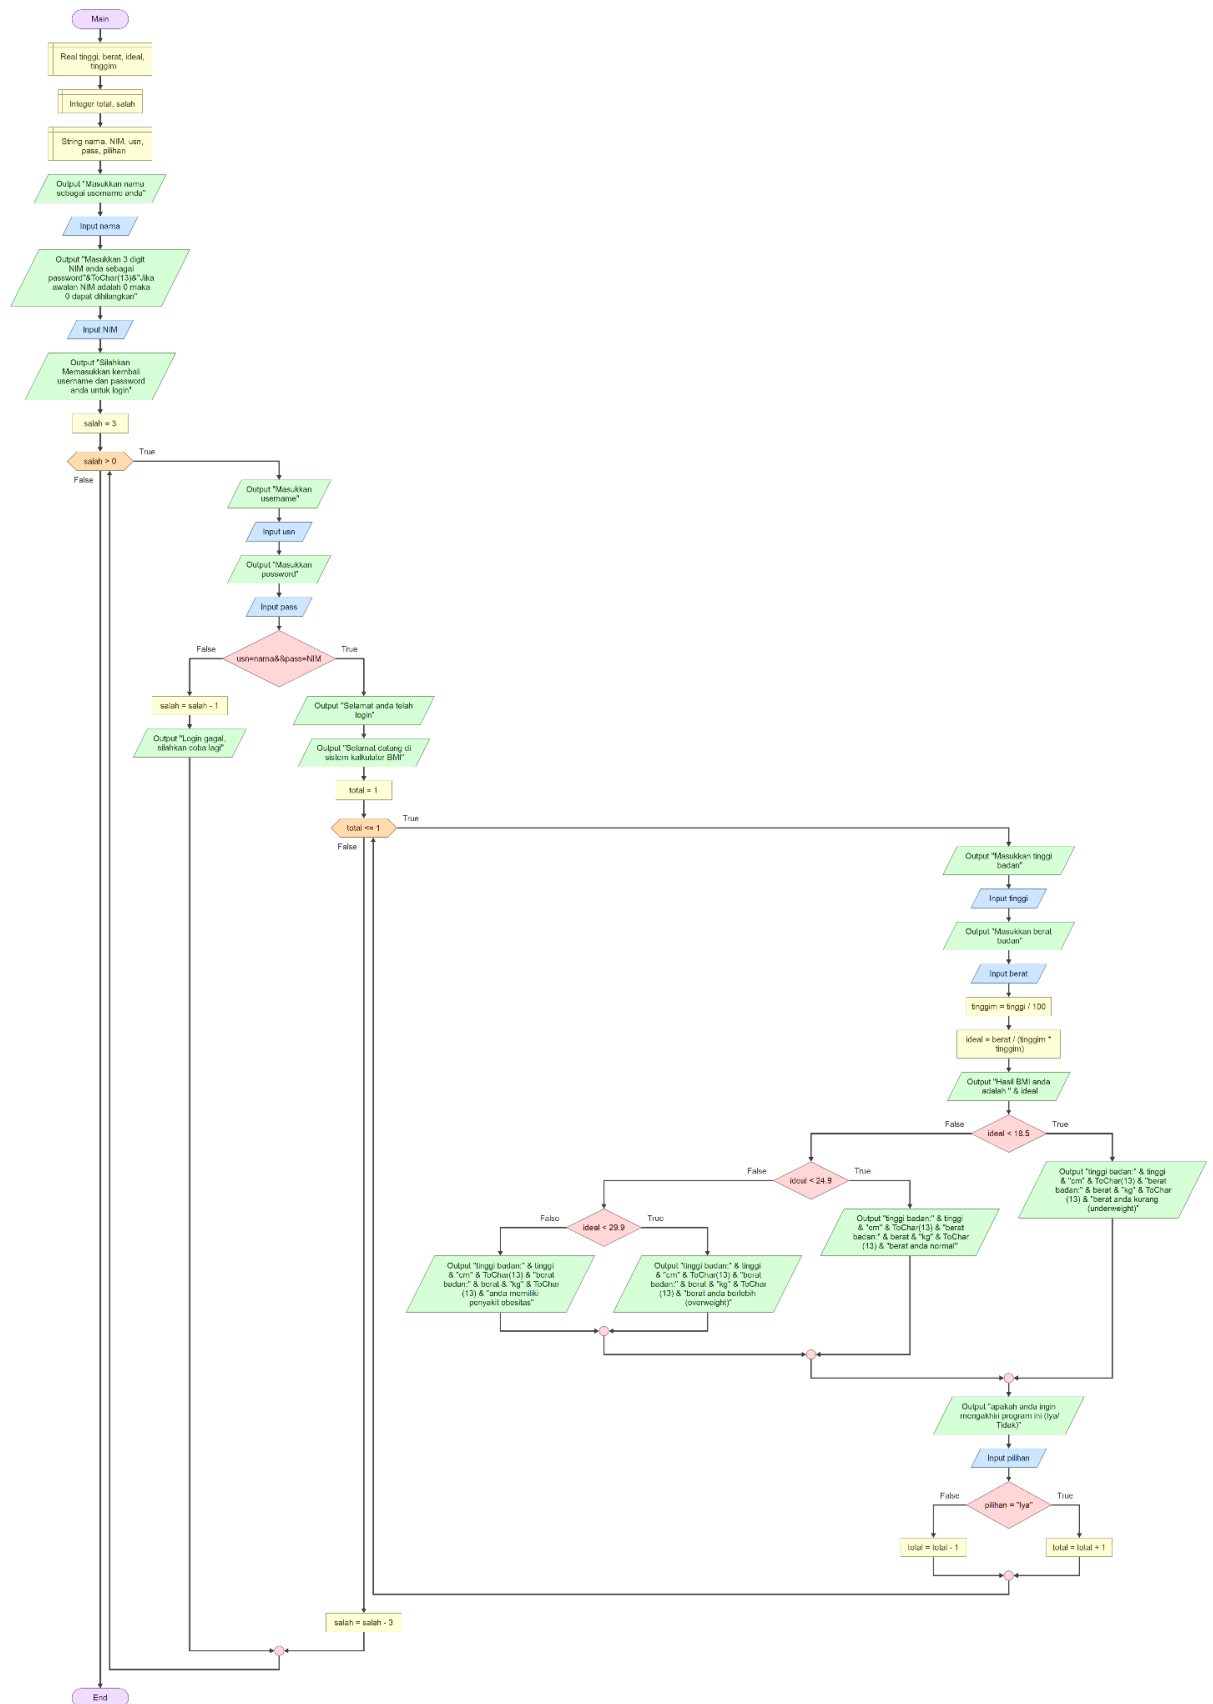 Main
Real tinggi, berat, ideal,
tinggim
Integer total, salah
String nama, NIM, usn,
pass, pilihan
Output "Masukkan nama
sebagai username anda"
Input nama
Output "Masukkan 3 digit
NIM anda sebagai
password"&ToChar(13)&"Jika
awalan NIM adalah 0 maka
0 dapat dihilangkan"
Input NIM
Output "Silahkan
Memasukkan kembali
username dan password
anda untuk login"
salah = 3
salah > 0
True
False
Output "Masukkan
username"
Input usn
Output "Masukkan
password"
Input pass
False
usn=nama&&pass=NIM
True
salah = salah - 1
Output "Login gagal,
silahkan coba lagi"
Output "Selamat anda telah
login"
Output "Selamat datang di
sistem kalkulator BMI"
total = 1
total <= 1
True
False
Output "Masukkan tinggi
badan"
Input tinggi
Output "Masukkan berat
badan"
Input berat
tinggim = tinggi / 100
ideal = berat / (tinggim *
tinggim)
Output "Hasil BMI anda
adalah " & ideal
False
ideal < 18.5
True
Output "tinggi badan:" & tinggi
& "cm" & ToChar(13) & "berat
badan:" & berat & "kg" & ToChar
(13) & "berat anda kurang
(underweight)"
False
ideal < 24.9
True
Output "tinggi badan:" & tinggi
& "cm" & ToChar(13) & "berat
badan:" & berat & "kg" & ToChar
(13) & "berat anda normal"
False
ideal < 29.9
True
Output "tinggi badan:" & tinggi
& "cm" & ToChar(13) & "berat
badan:" & berat & "kg" & ToChar
(13) & "anda memiliki
penyakit obesitas"
Output "tinggi badan:" & tinggi
& "cm" & ToChar(13) & "berat
badan:" & berat & "kg" & ToChar
(13) & "berat anda berlebih
(overweight)"
Output "apakah anda ingin
mengakhiri program ini (Iya/
Tidak)"
Input pilihan
False
pilihan = "Iya"
True
total = total - 1
total = total + 1
salah = salah - 3
End